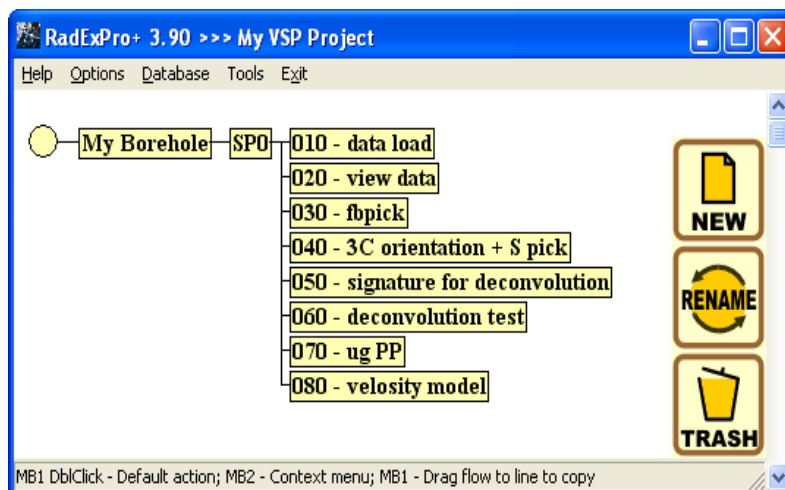 RadExPro+ 3.90 >>> My VSP Project
Help Options Database Tools Exit
My Borehole SP0 010 - data load
020 - view data
030 - fbpick
040 - 3C orientation + S pick
050 - signature for deconvolution
060 - deconvolution test
070 - ug PP
080 - velosity model
NEW
RENAME
TRASH
MB1 DblClick - Default action; MB2 - Context menu; MB1 - Drag flow to line to copy